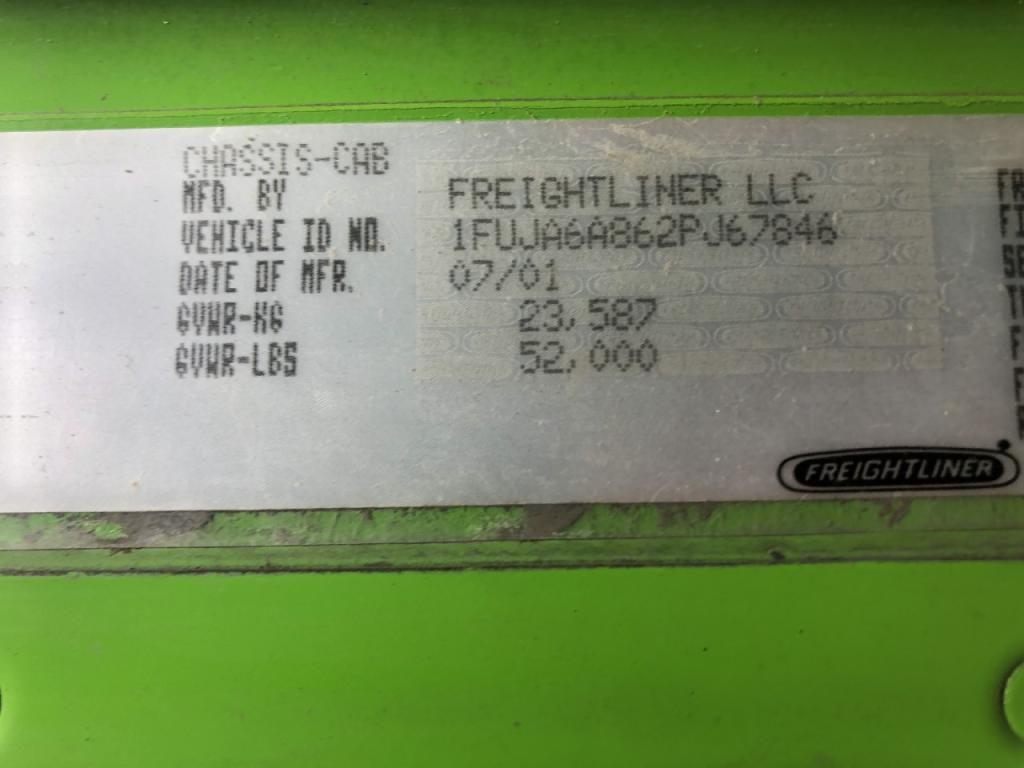 CHASSIS-CAB
MFD. BY FREIGHTLINER LLC
VEHICLE ID NO. 1FUJA6A862PJ67846
DATE OF MFR. 07/01
GVWR-KG 23,587
GVWR-LBS 52,000
FREIGHTLINER